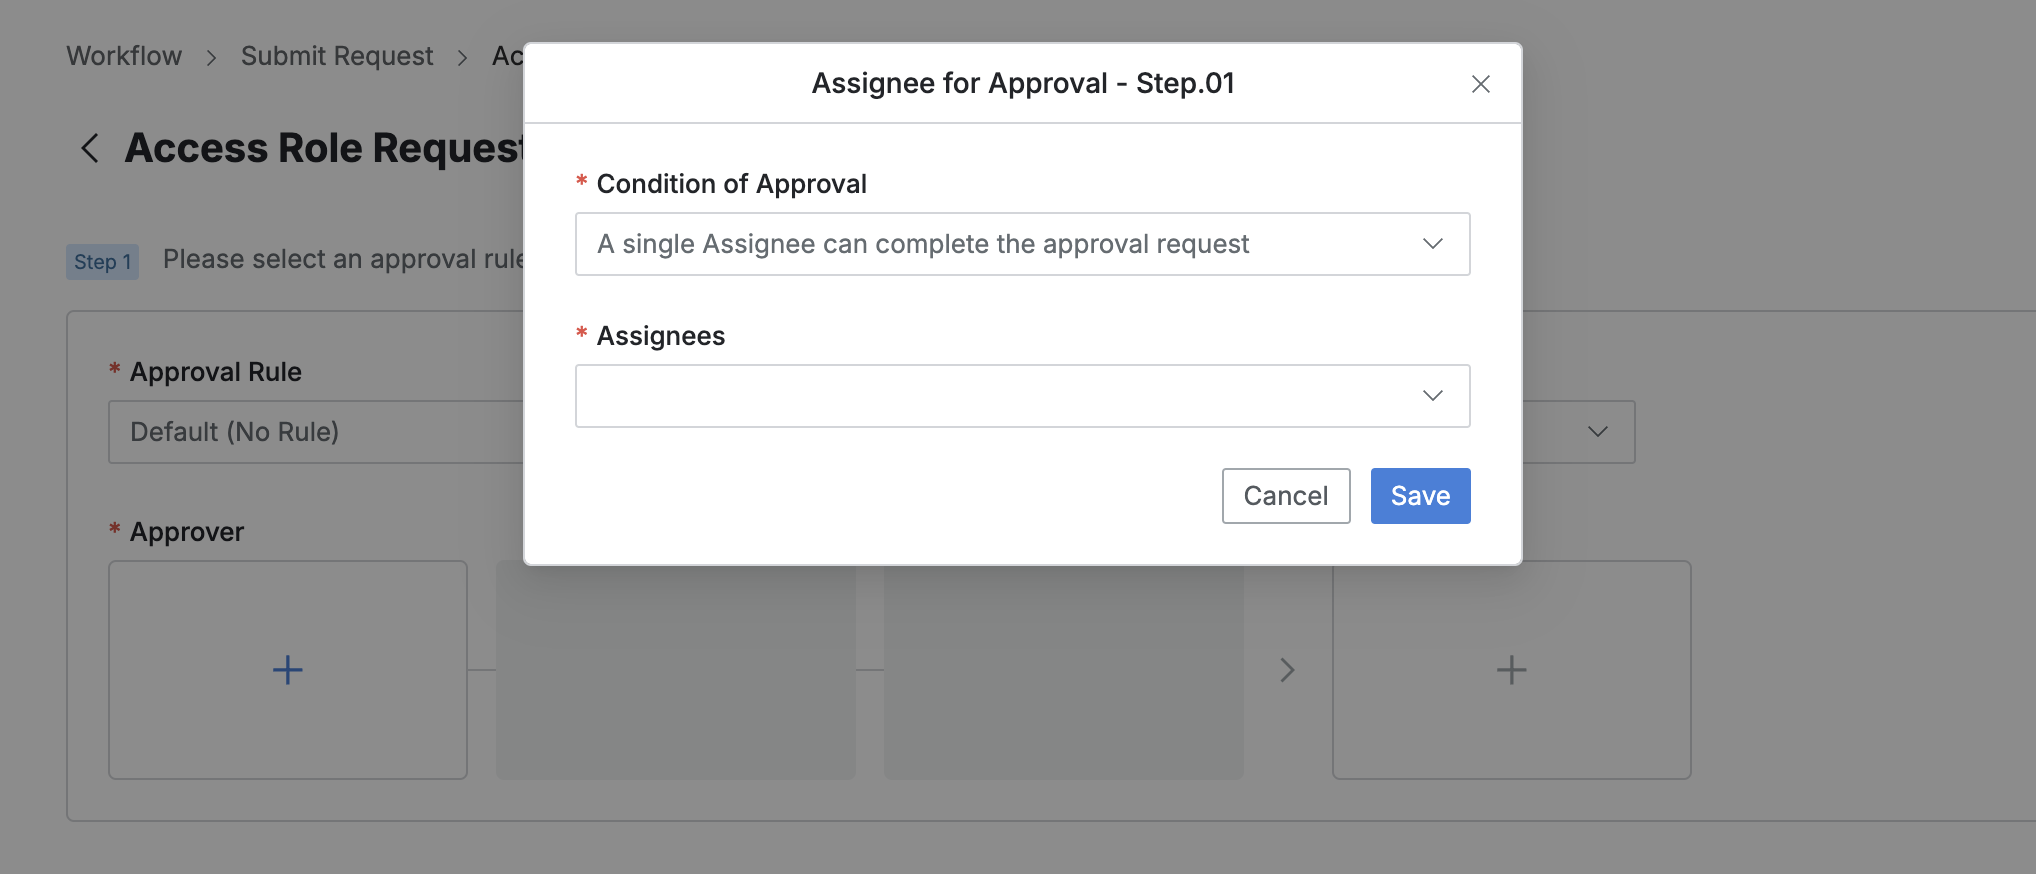 Workflow > Submit Request >
Access Role Request
Step 1 Please select an approval rule
* Approval Rule
Default (No Rule)
* Approver
Assignee for Approval - Step.01
* Condition of Approval
A single Assignee can complete the approval request
* Assignees
Cancel Save